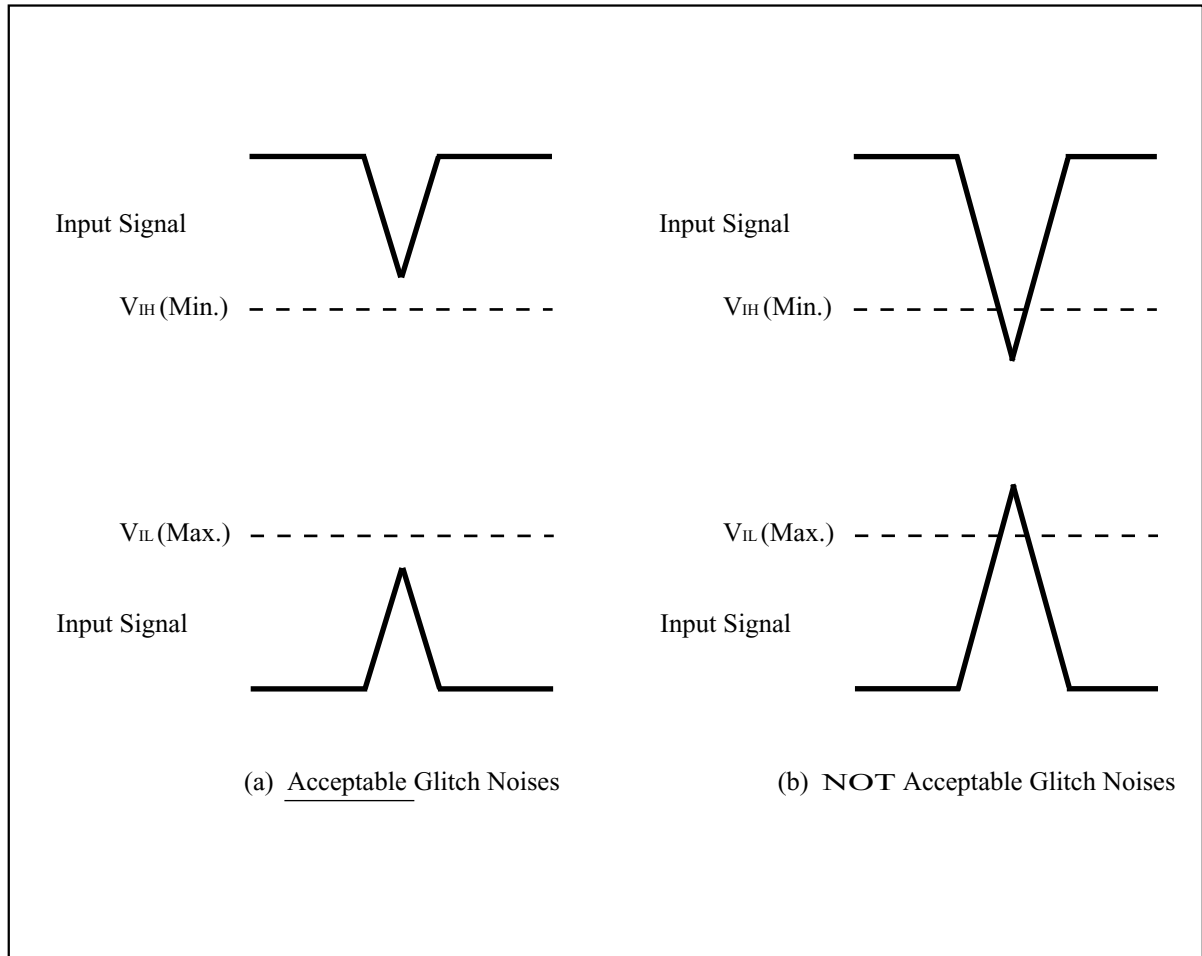 Input Signal
Input Signal
VIH (Min.)
VIH (Min.)
VIL (Max.)
VIL (Max.)
Input Signal
Input Signal
(a) Acceptable Glitch Noises
(b) NOT Acceptable Glitch Noises